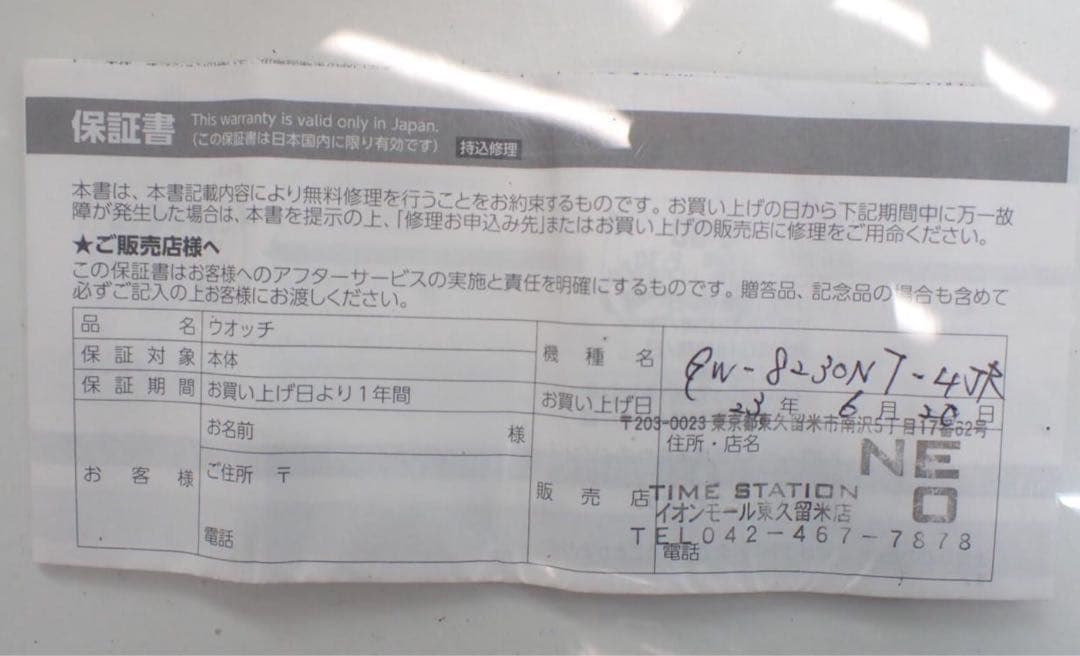 保証書 This warranty is valid only in Japan.
(この保証書は日本国内に限り有効です) 持込修理
本書は、本書記載内容により無料修理を行うことをお約束するものです。お買い上げの日から下記期間中に万一故
障が発生した場合は、本書を提示の上、「修理お申込み先」またはお買い上げの販売店に修理をご用命ください。
★ご販売店様へ
この保証書はお客様へのアフターサービスの実施と責任を明確にするものです。贈答品、記念品の場合も含めて
必ずご記入の上お客様にお渡しください。
品名 ウオッチ
保証対象 本体
保証期間 お買い上げ日より1年間
機種名 GW-8230NT-4JR
お買い上げ日 23年6月20日
お客様
お名前 様
ご住所 〒
電話
販売店
〒203-0023 東京都東久留米市南沢5丁目17番62号
住所・店名
NEO
TIME STATION
イオンモール東久留米店
TEL042-467-7878
電話